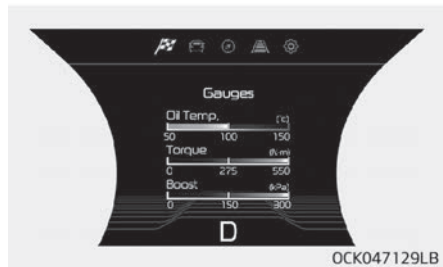 Gauges
Oil Temp. (℃)
50 100 150
Torque (N·m)
0 275 550
Boost (kPa)
0 150 300
D
OCK047129LB